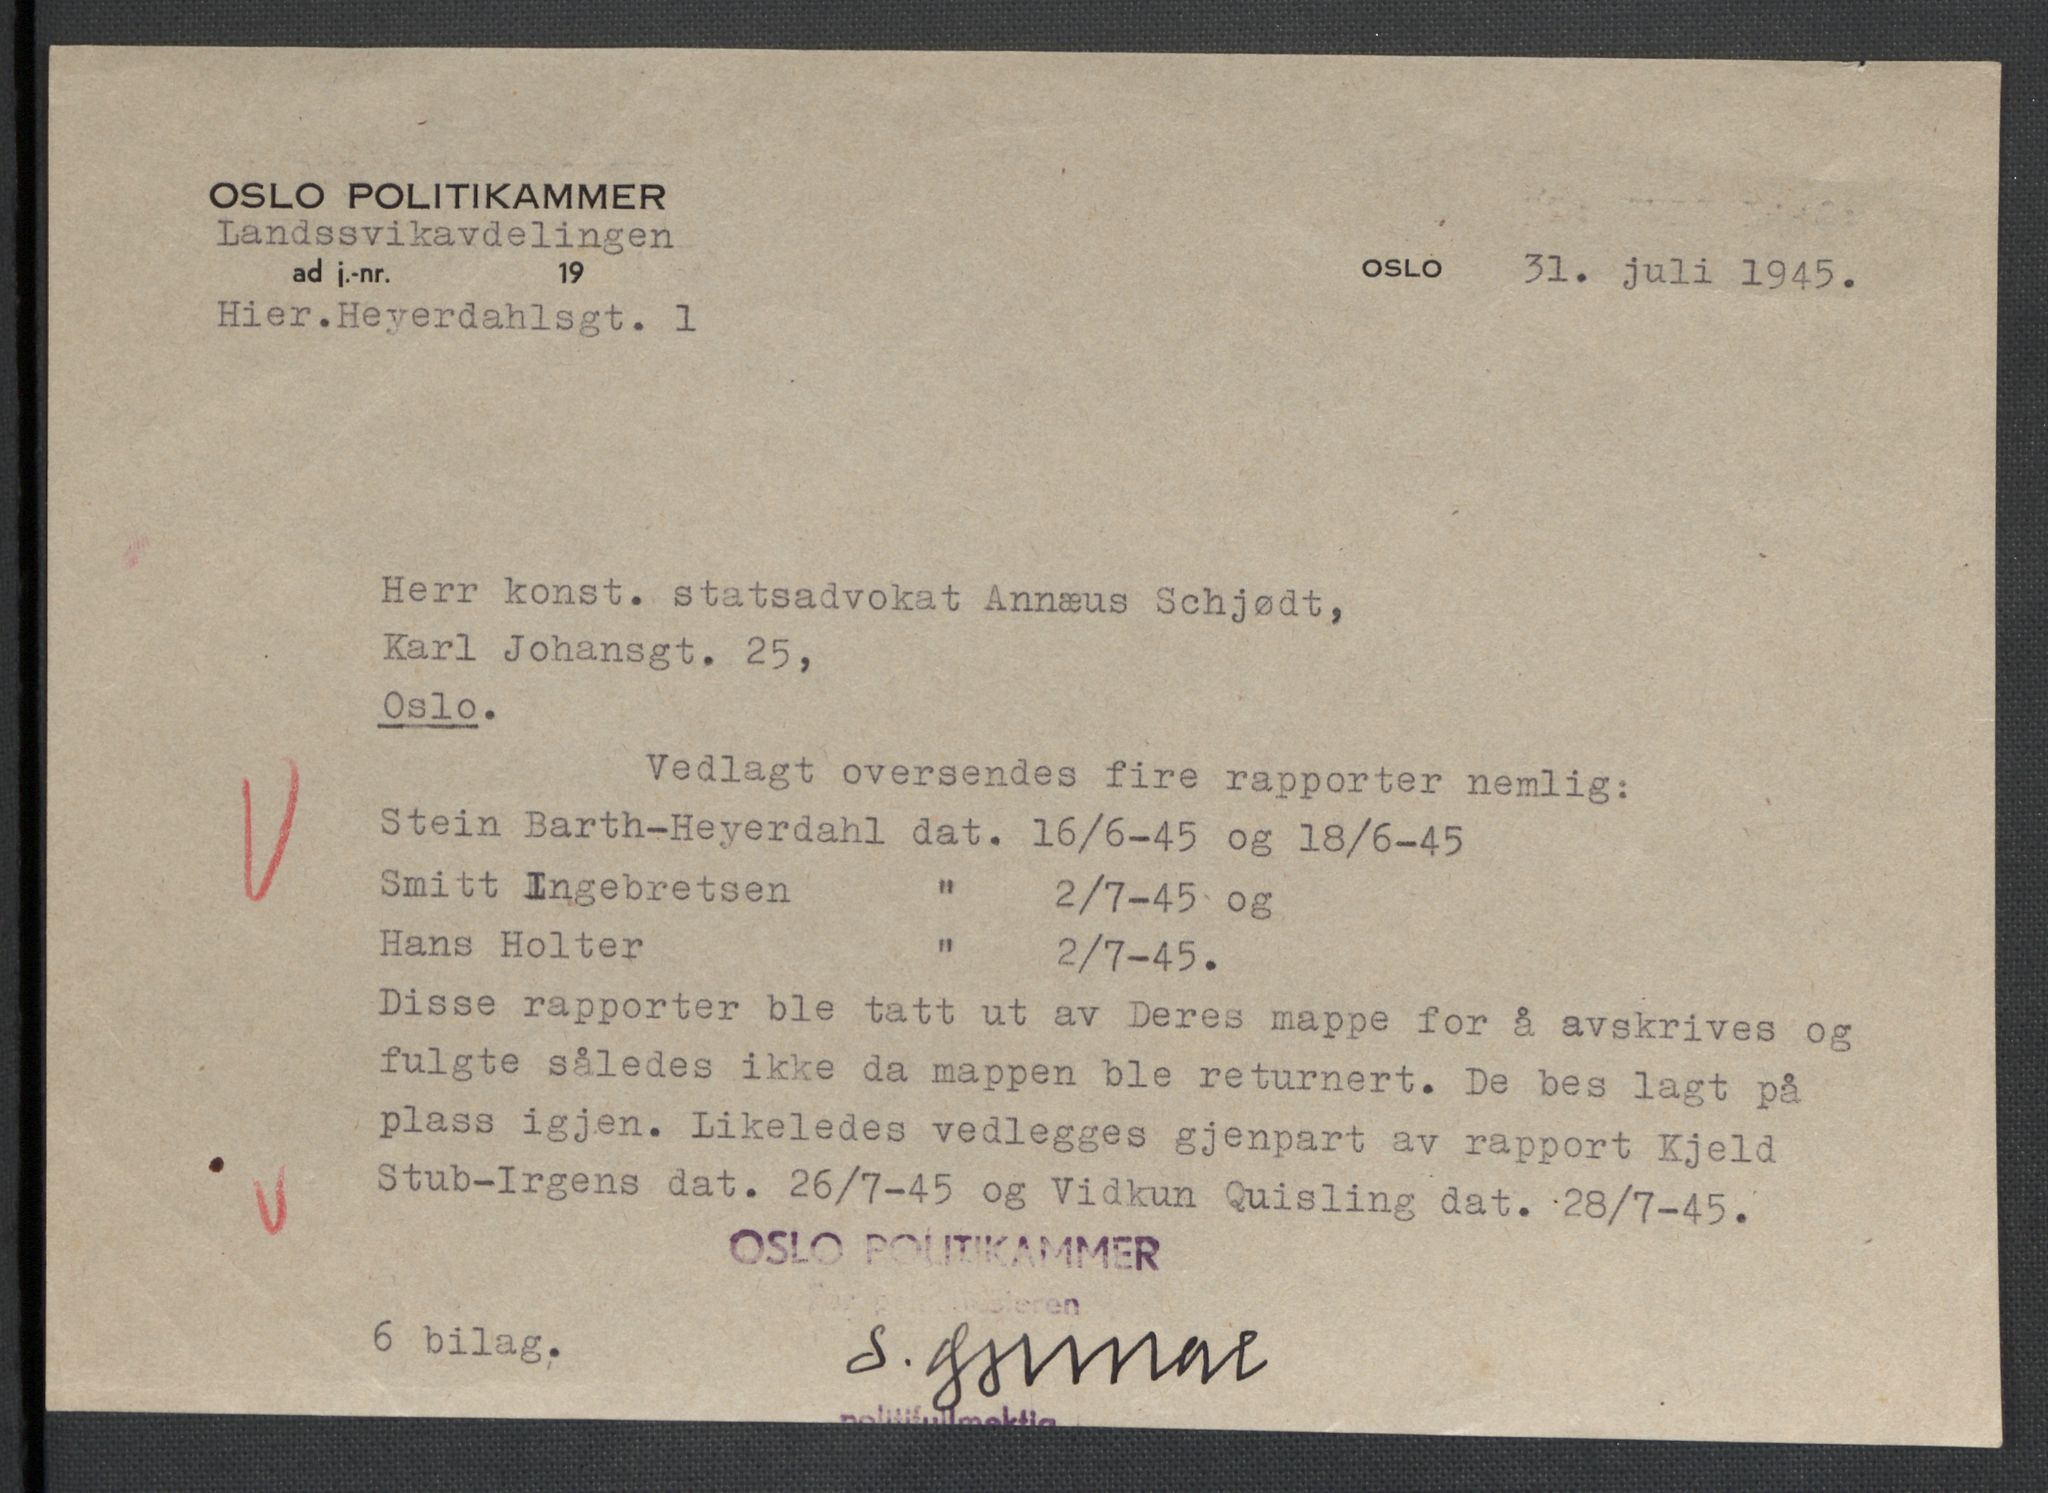 OSLO POLITIKAMMER
Landssvikavdelingen
ad j.-nr. 19
Hier.Heyerdahlsgt. 1
OSLO 31. juli 1945.
Herr konst. statsadvokat Annæus Schjødt,
Karl Johansgt. 25,
Oslo.
Vedlagt oversendes fire rapporter nemlig:
Stein Barth-Heyerdahl dat. 16/6-45 og 18/6-45
Smitt Ingebretsen " 2/7-45 og
Hans Holter " 2/7-45.
Disse rapporter ble tatt ut av Deres mappe for å avskrives og
fulgte således ikke da mappen ble returnert. De bes lagt på
plass igjen. Likeledes vedlegges gjenpart av rapport Kjeld
Stub-Irgens dat. 26/7-45 og Vidkun Quisling dat. 28/7-45.
OSLO POLITIKAMMER
6 bilag.
S.
politifullmektig